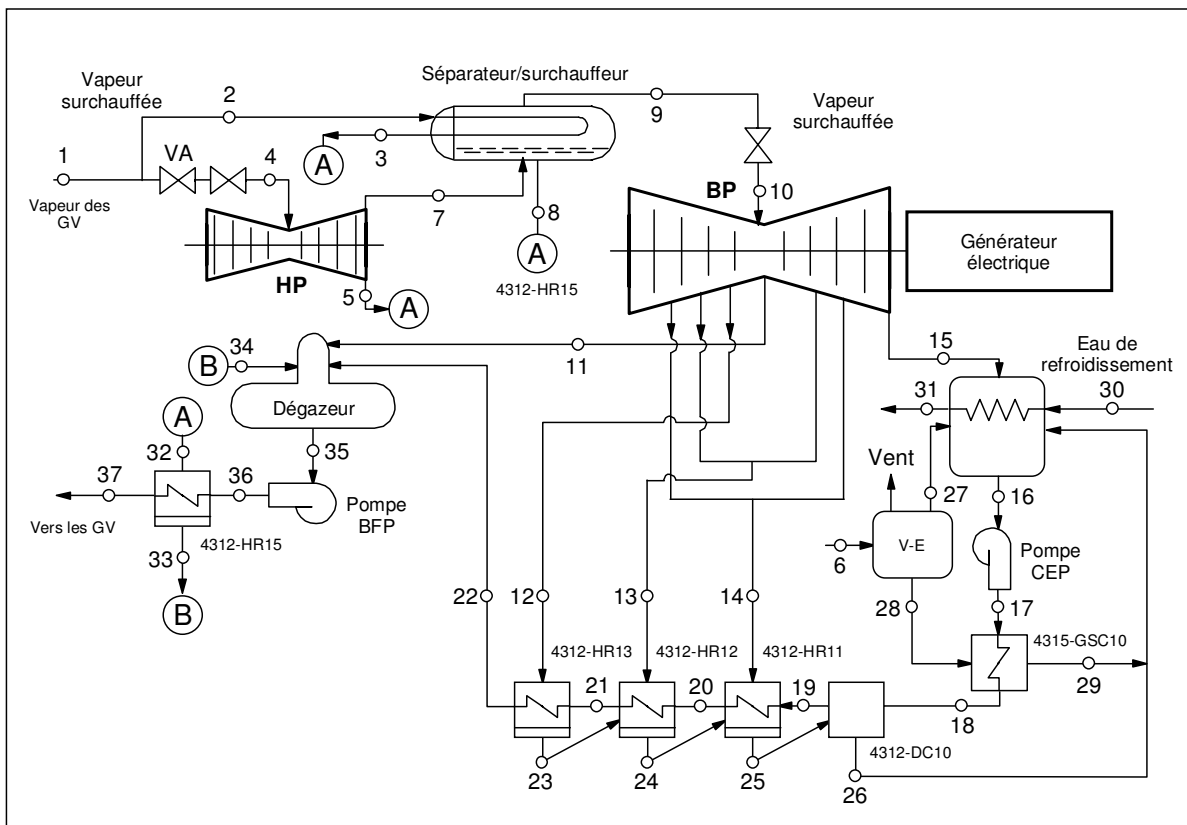 Séparateur/surchauffeur
Vapeur
surchauffée
2
9
Vapeur
surchauffée
1
VA
4
A
3
10
Vapeur des
GV
7
8
BP
HP
A
4312-HR15
Générateur
électrique
5
A
B
34
11
15
Eau de
refroidissement
31
30
Dégazeur
A
32
35
37
36
Vers les GV
Pompe
BFP
4312-HR15
33
B
Vent
27
16
6
V-E
Pompe
CEP
22
12
13
14
28
17
4315-GSC10
4312-HR13
4312-HR12
4312-HR11
29
21
20
19
18
4312-DC10
23
24
25
26